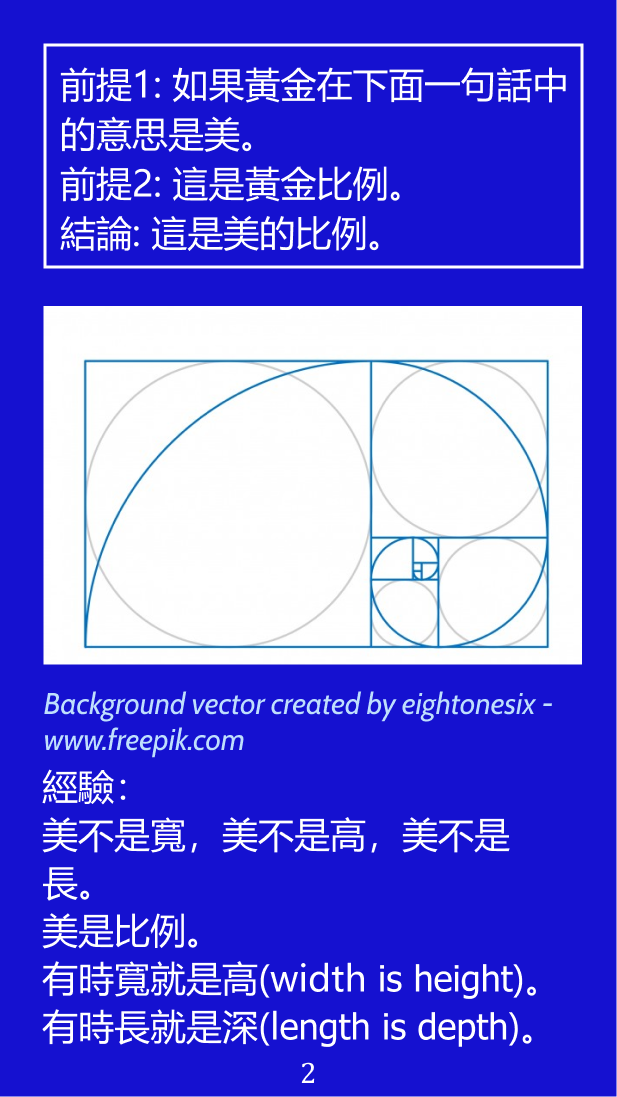 前提1: 如果黃金在下面一句話中
的意思是美。
前提2: 這是黃金比例。
結論: 這是美的比例。
Background vector created by eightonesix -
www.freepik.com
經驗：
美不是寬，美不是高，美不是
長。
美是比例。
有時寬就是高(width is height)。
有時長就是深(length is depth)。
2